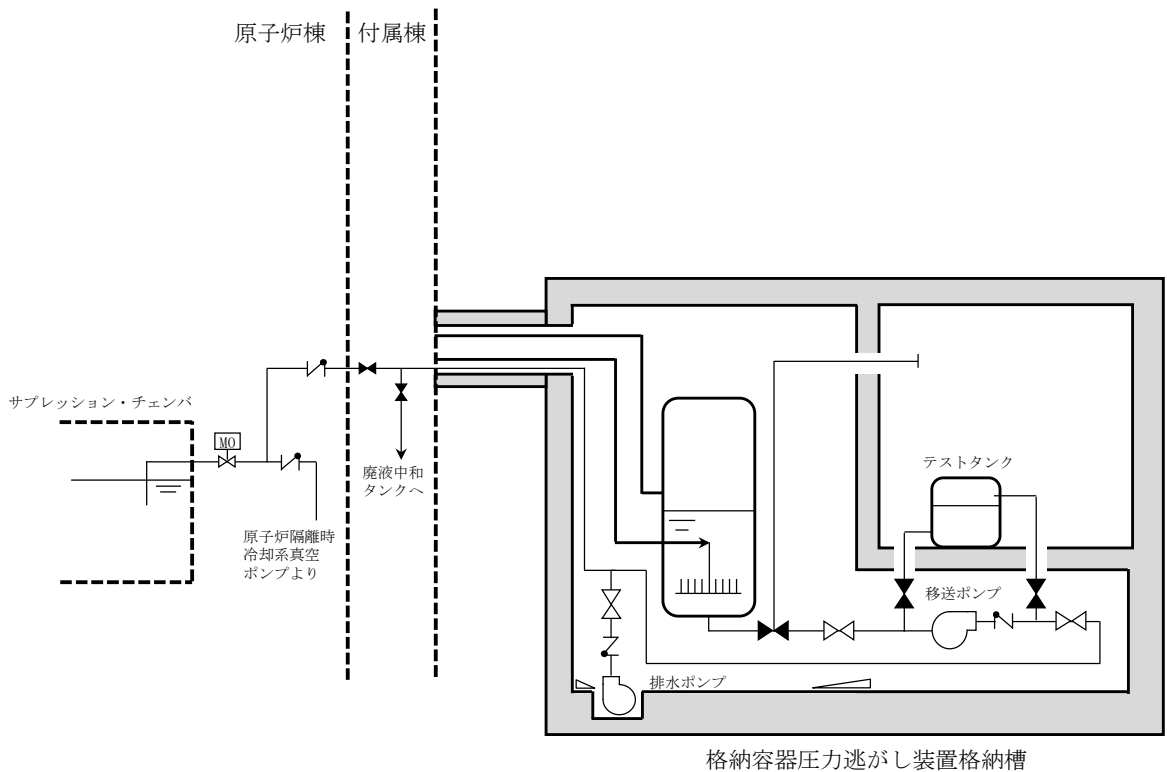 原子炉棟
付属棟
サプレッション・チェンバ
MO
廃液中和
タンクへ
原子炉隔離時
冷却系真空
ポンプより
テストタンク
移送ポンプ
排水ポンプ
格納容器圧力逃がし装置格納槽